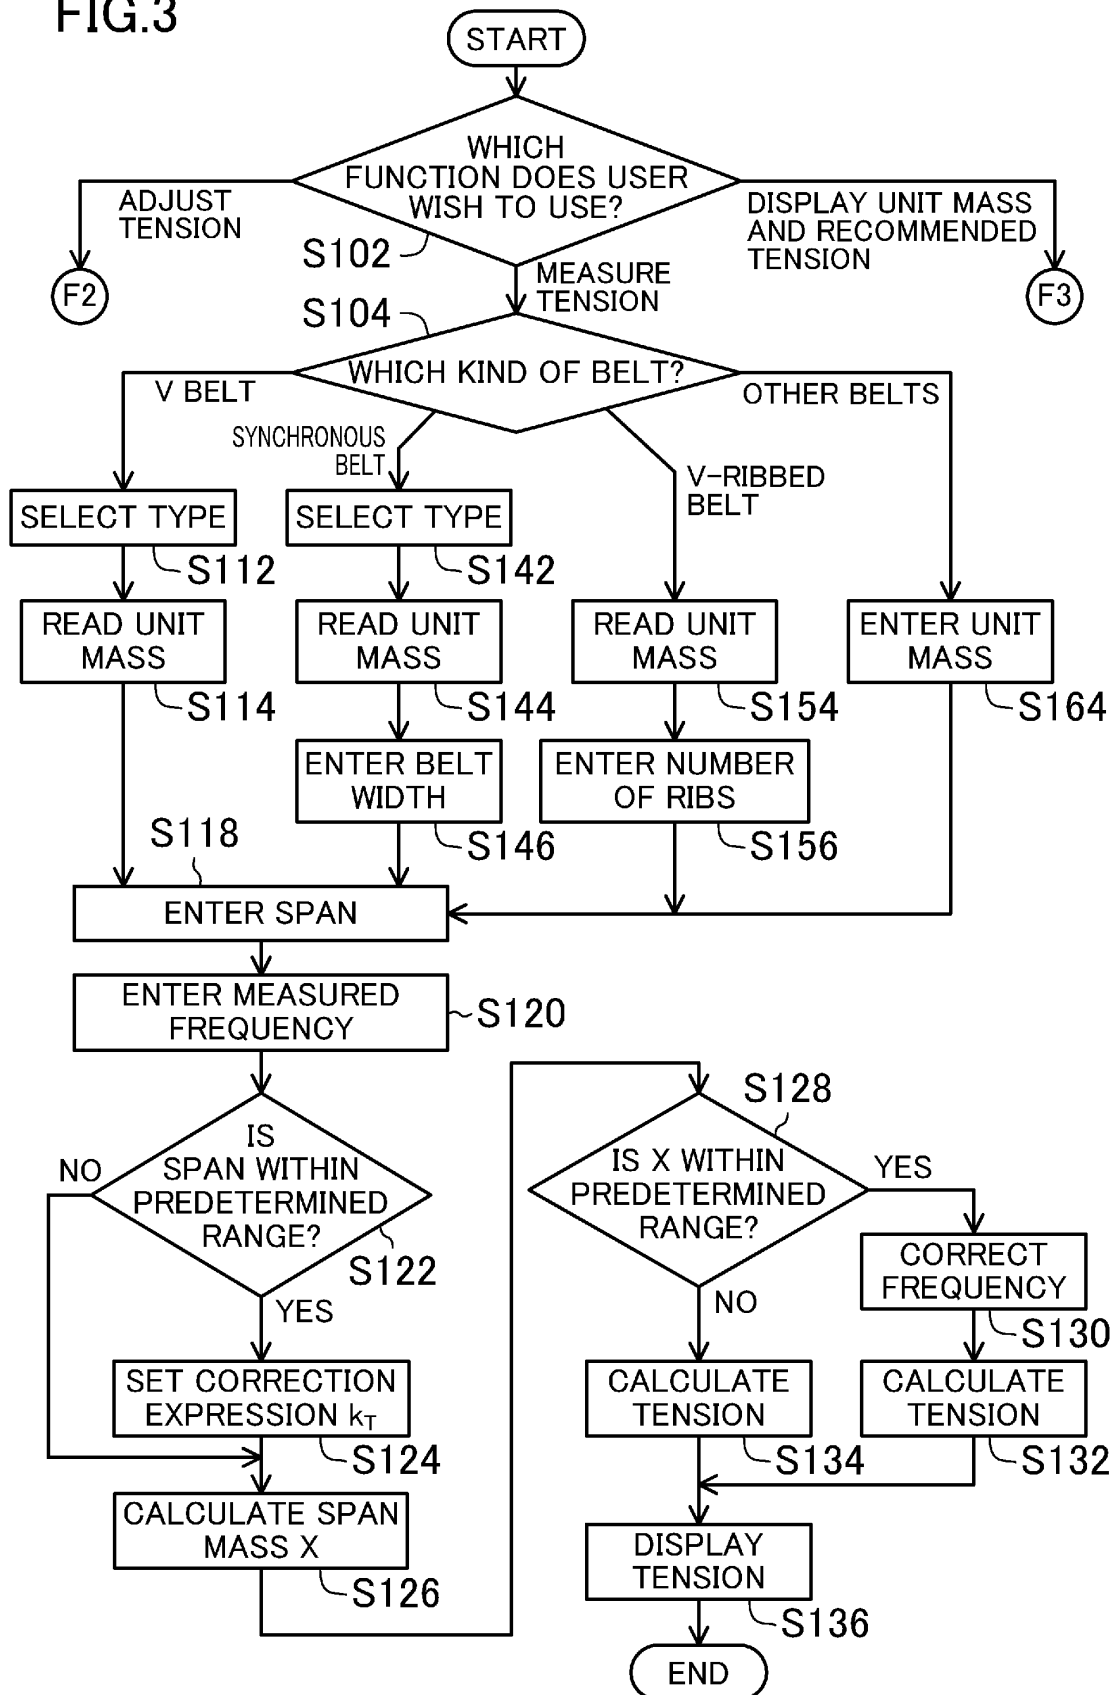 FIG.3
START
WHICH
FUNCTION DOES USER
WISH TO USE?
S102
ADJUST
TENSION
F2
DISPLAY UNIT MASS
AND RECOMMENDED
TENSION
F3
MEASURE
TENSION
S104
WHICH KIND OF BELT?
V BELT
SYNCHRONOUS
BELT
V-RIBBED
BELT
OTHER BELTS
SELECT TYPE
S112
SELECT TYPE
S142
READ UNIT
MASS
S114
READ UNIT
MASS
S144
READ UNIT
MASS
S154
ENTER UNIT
MASS
S164
ENTER BELT
WIDTH
S146
ENTER NUMBER
OF RIBS
S156
S118
ENTER SPAN
ENTER MEASURED
FREQUENCY
S120
IS
SPAN WITHIN
PREDETERMINED
RANGE?
S122
NO
YES
SET CORRECTION
EXPRESSION kT
S124
CALCULATE SPAN
MASS X
S126
S128
IS X WITHIN
PREDETERMINED
RANGE?
YES
NO
CORRECT
FREQUENCY
S130
CALCULATE
TENSION
S134
CALCULATE
TENSION
S132
DISPLAY
TENSION
S136
END